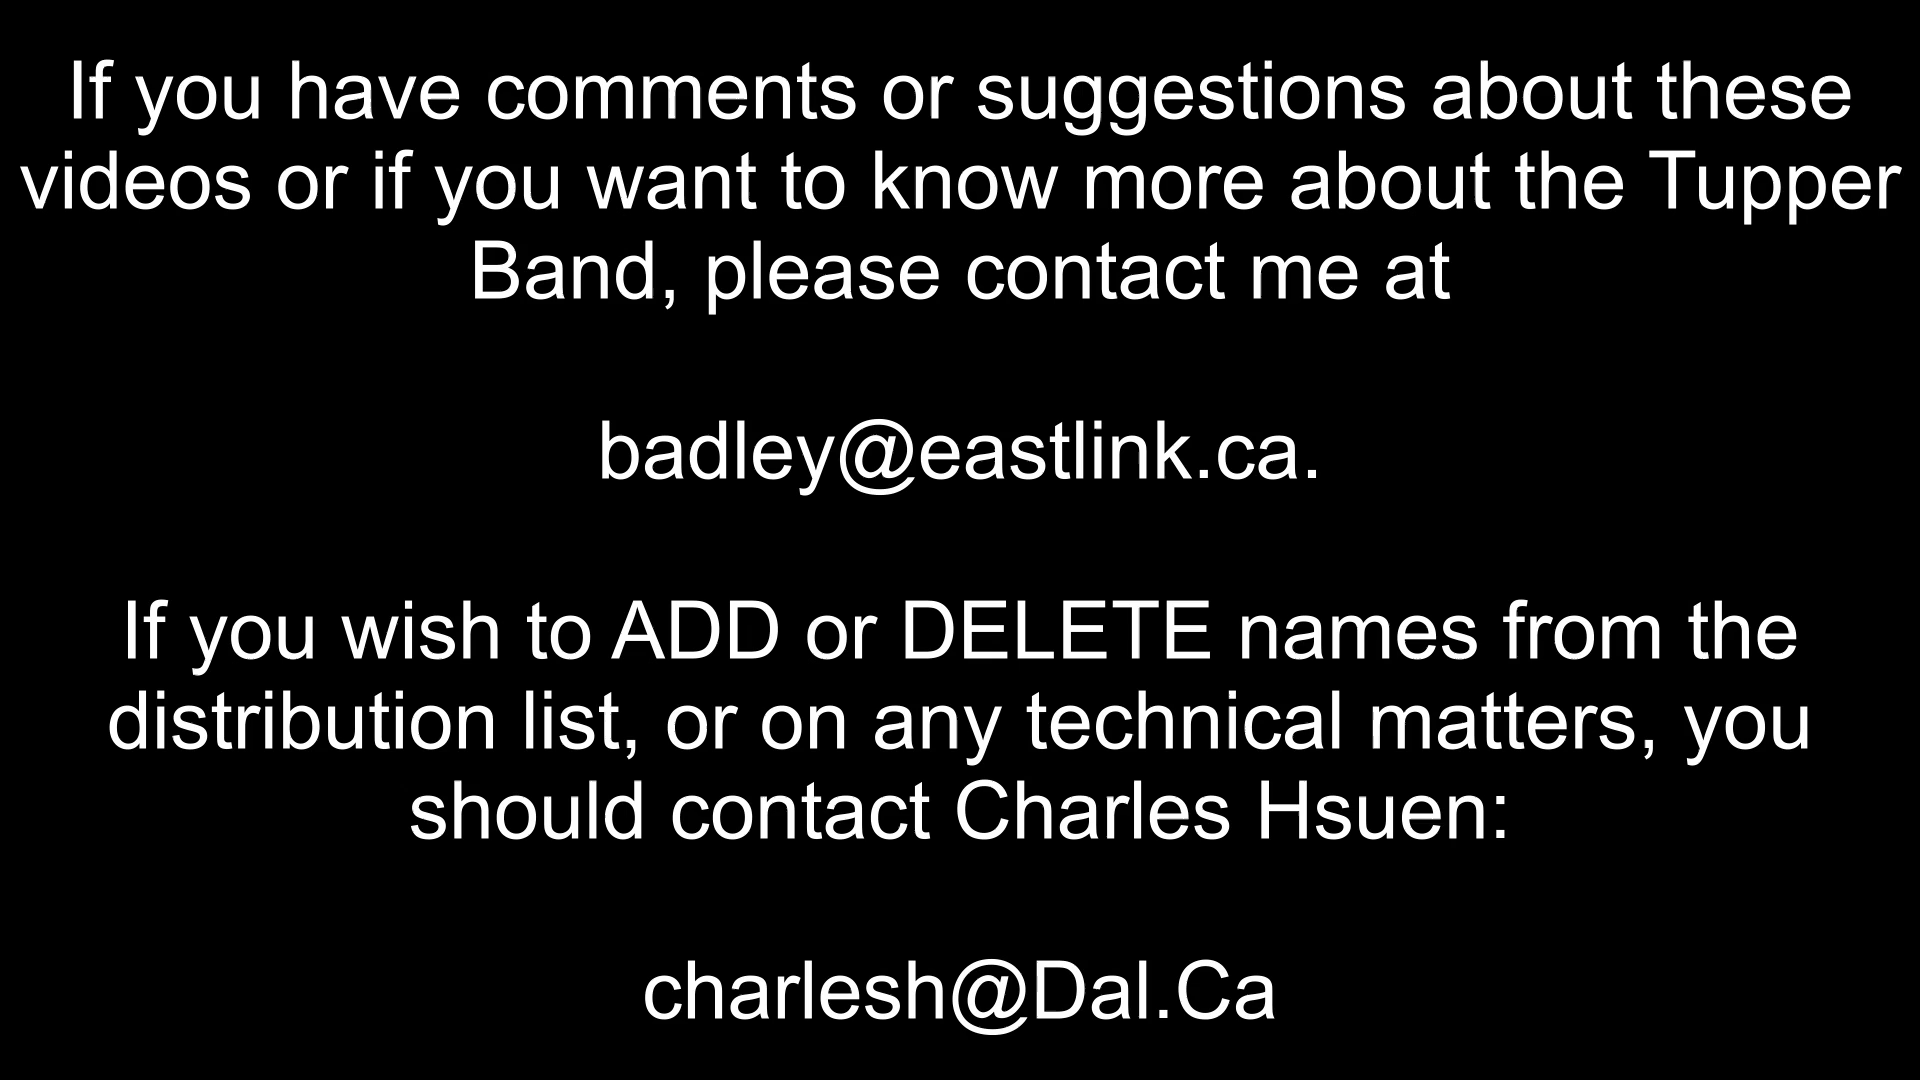 If you have comments or suggestions about these
videos or if you want to know more about the Tupper
Band, please contact me at
badley@eastlink.ca.
If you wish to ADD or DELETE names from the
distribution list, or on any technical matters, you
should contact Charles Hsuen:
charlesh@Dal.Ca